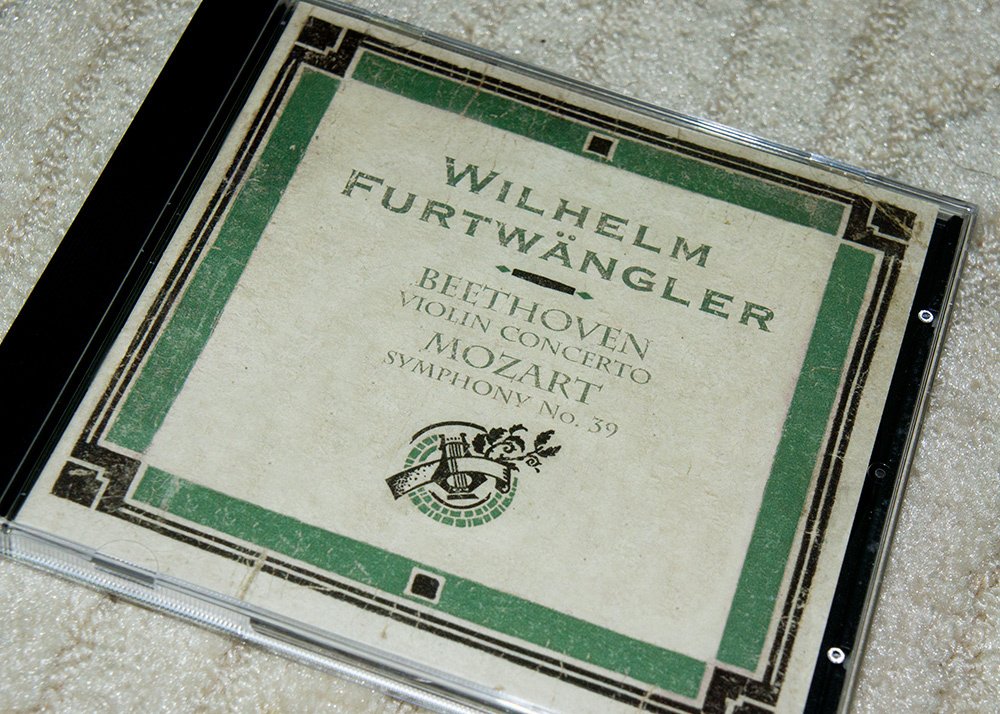 WILHELM
FURTWÄNGLER
BEETHOVEN
VIOLIN CONCERTO
MOZART
SYMPHONY NO. 39